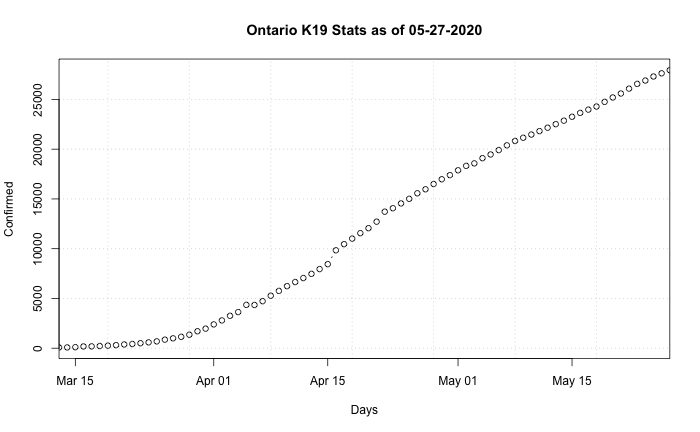 Ontario K19 Stats as of 05-27-2020
Confirmed
25000
20000
15000
10000
5000
0
Mar 15 Apr 01 Apr 15 May 01 May 15
Days